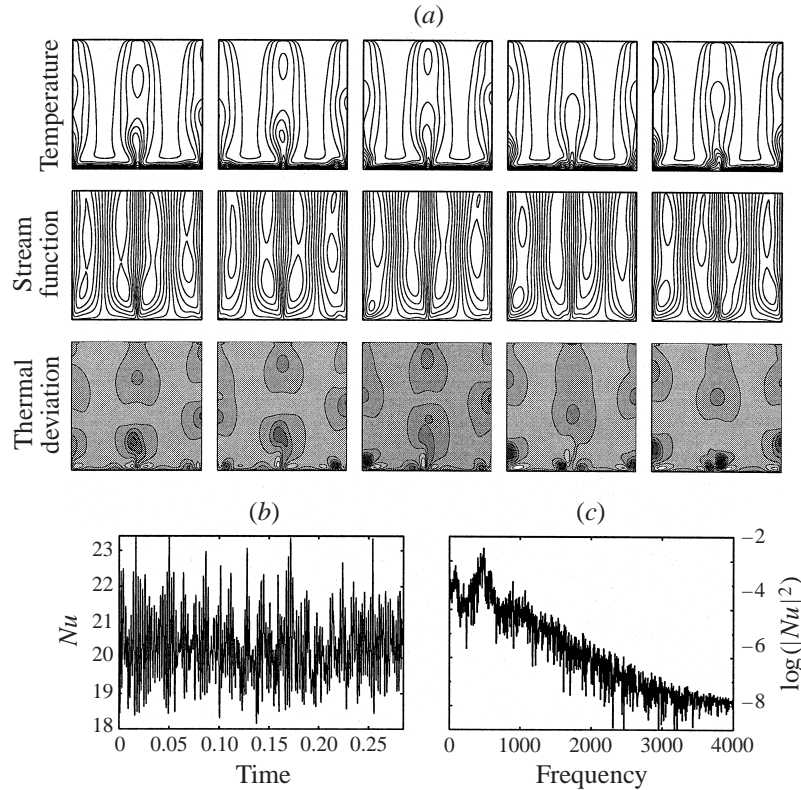 (a)
Temperature
Stream
function
Thermal
deviation
(b)
23
22
21
20
19
18
Nu
0
0.05
0.10
0.15
0.20
0.25
Time
(c)
−2
−4
−6
−8
log(|Nu|²)
0
1000
2000
3000
4000
Frequency